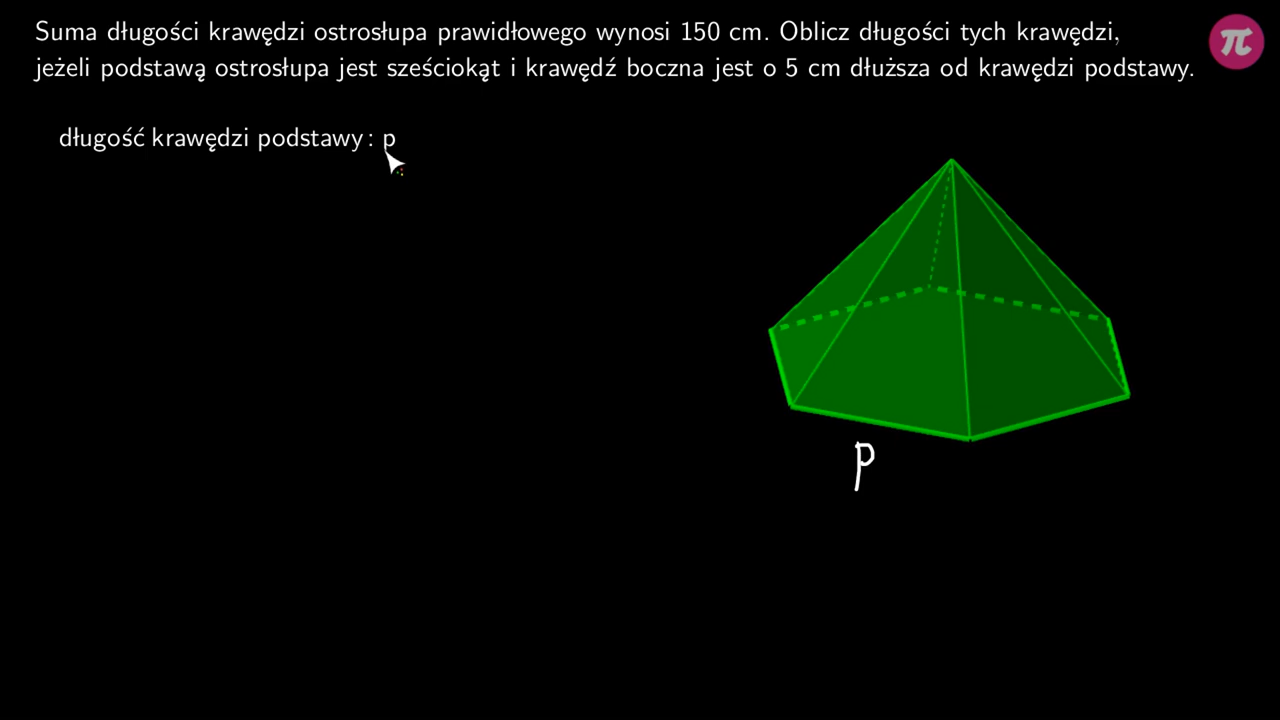 Suma długości krawędzi ostrosłupa prawidłowego wynosi 150 cm. Oblicz długości tych krawędzi,
jeżeli podstawą ostrosłupa jest sześciokąt i krawędź boczna jest o 5 cm dłuższa od krawędzi podstawy.
π
długość krawędzi podstawy : p
p